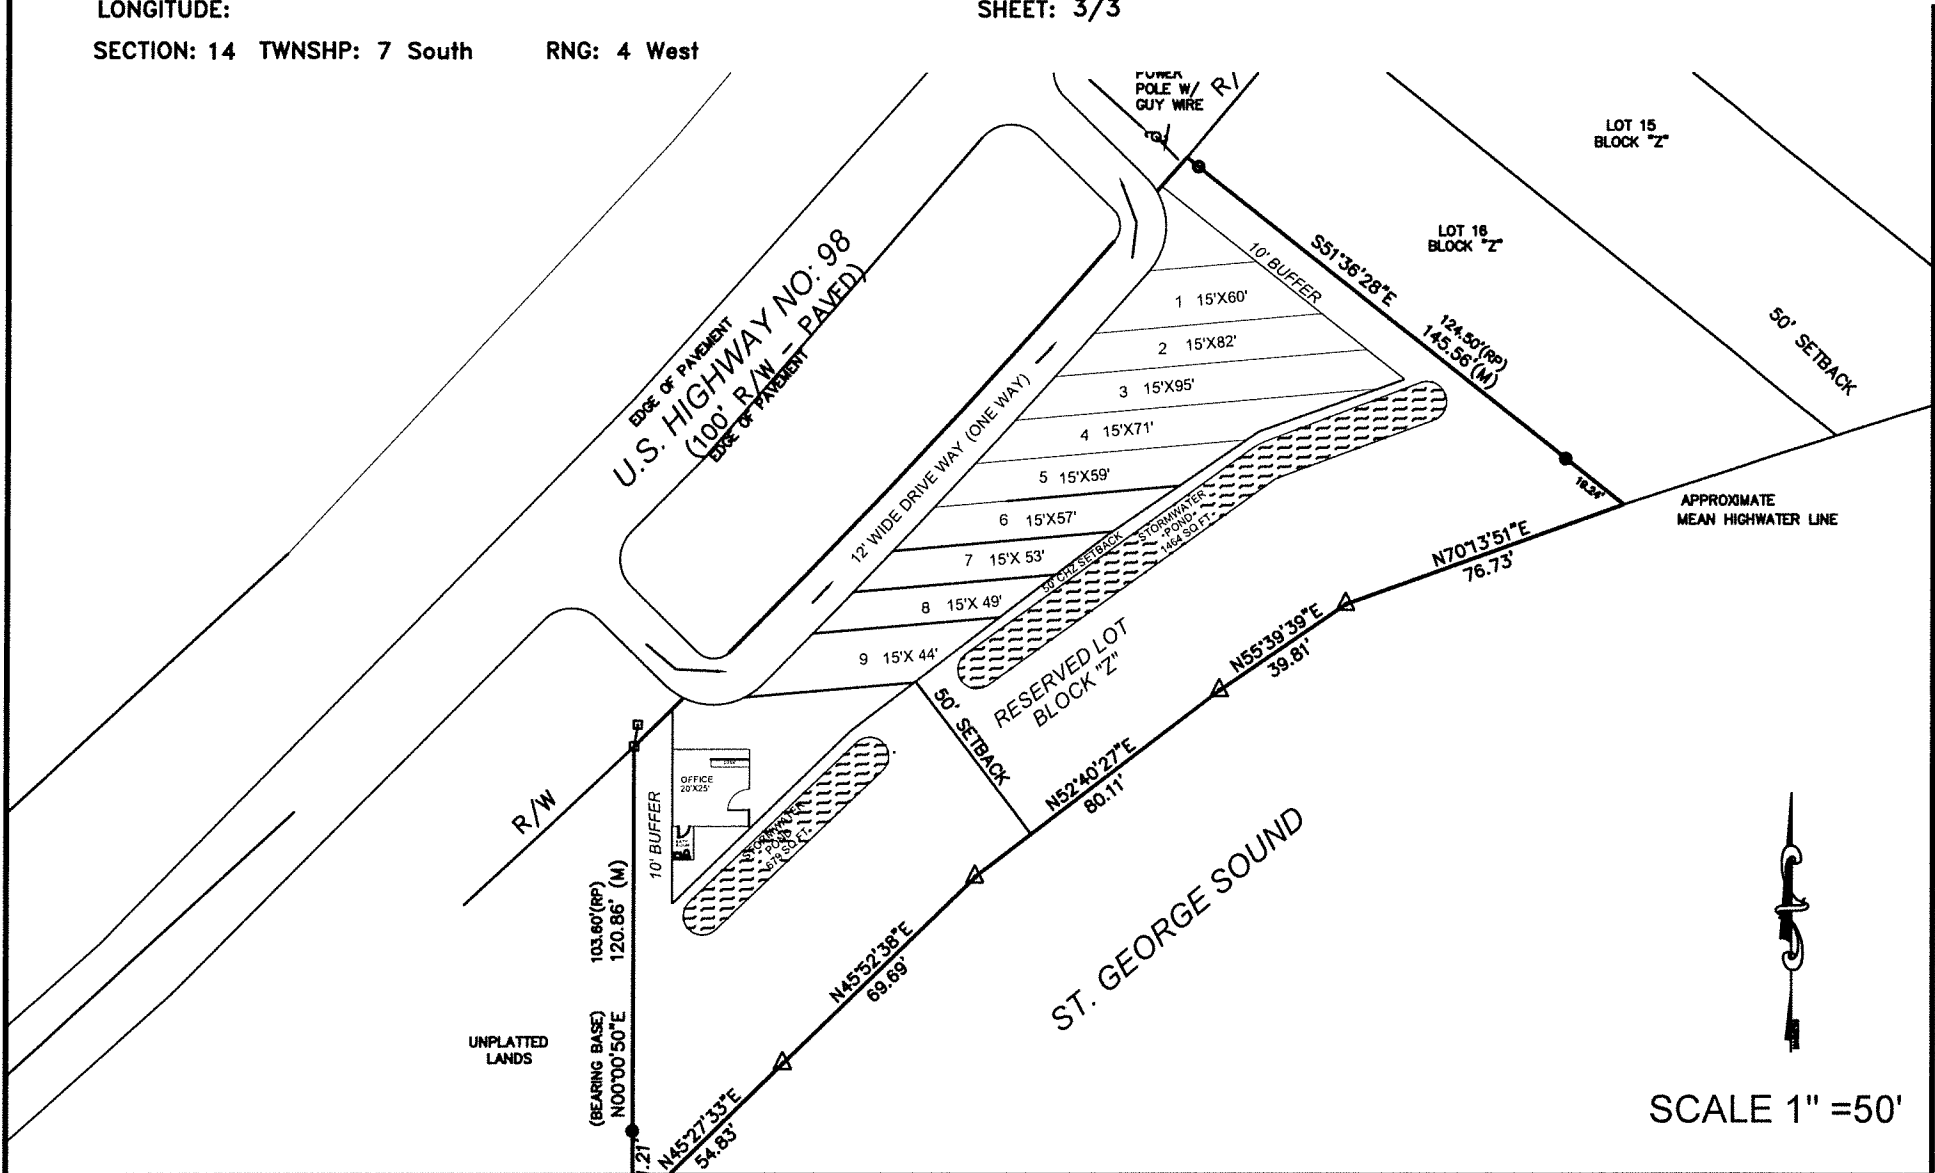 LONGITUDE:
SHEET: 3/3
SECTION: 14 TWNSHP: 7 South RNG: 4 West
POWER
POLE W/
GUY WIRE
R/
LOT 15
BLOCK "Z"
LOT 16
BLOCK "Z"
50' SETBACK
10' BUFFER
S51°36'28"E
124.50'(RP)
145.56'(M)
19.24'
APPROXIMATE
MEAN HIGHWATER LINE
EDGE OF PAVEMENT
U.S. HIGHWAY NO: 98
(100' R/W - PAVED)
EDGE OF PAVEMENT
12' WIDE DRIVE WAY (ONE WAY)
1 15'X60'
2 15'X82'
3 15'X95'
4 15'X71'
5 15'X59'
6 15'X57'
7 15'X 53'
8 15'X 49'
9 15'X 44'
50' CHZ SETBACK
STORMWATER
"POND"
1464 SQ FT.
RESERVED LOT
BLOCK "Z"
50' SETBACK
N70°13'51"E
76.73'
N55°39'39"E
39.81'
N52°40'27"E
80.11'
N45°52'38"E
69.69'
N45°27'33"E
54.83'
ST. GEORGE SOUND
R/W
10' BUFFER
OFFICE
20'X25'
STORMWATER
POND
679 SQ FT.
103.60'(RP)
120.86' (M)
(BEARING BASE)
N00°00'50"E
.21'
UNPLATTED
LANDS
SCALE 1" =50'